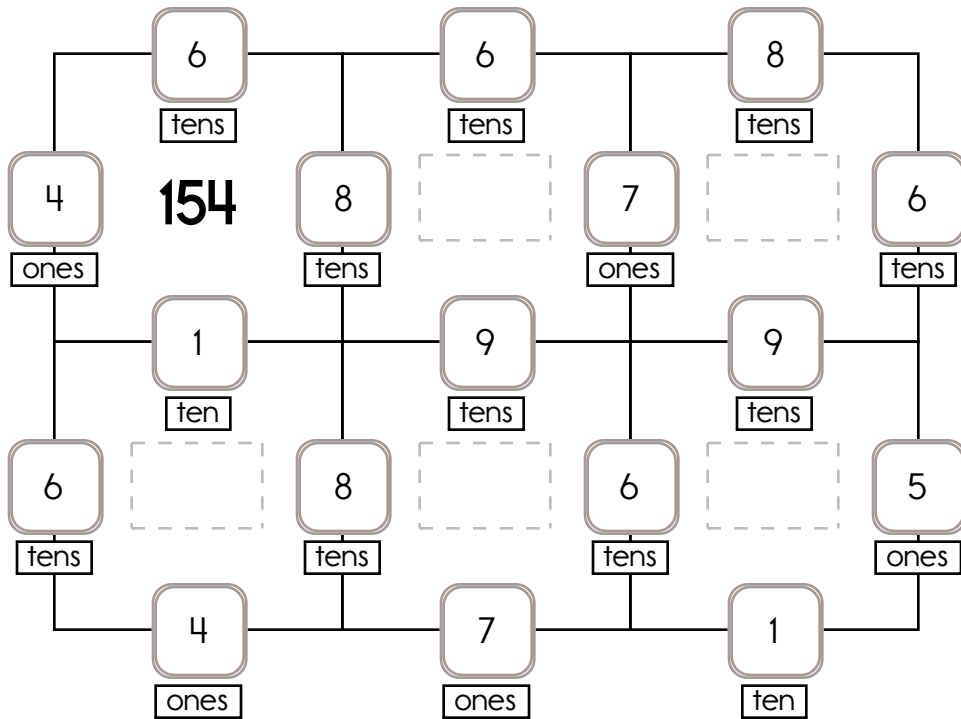 6 6 8
tens tens tens
4 154 8 7 6
ones tens ones tens
1 9 9
ten tens tens
6 8 6 5
tens tens tens ones
4 7 1
ones ones ten